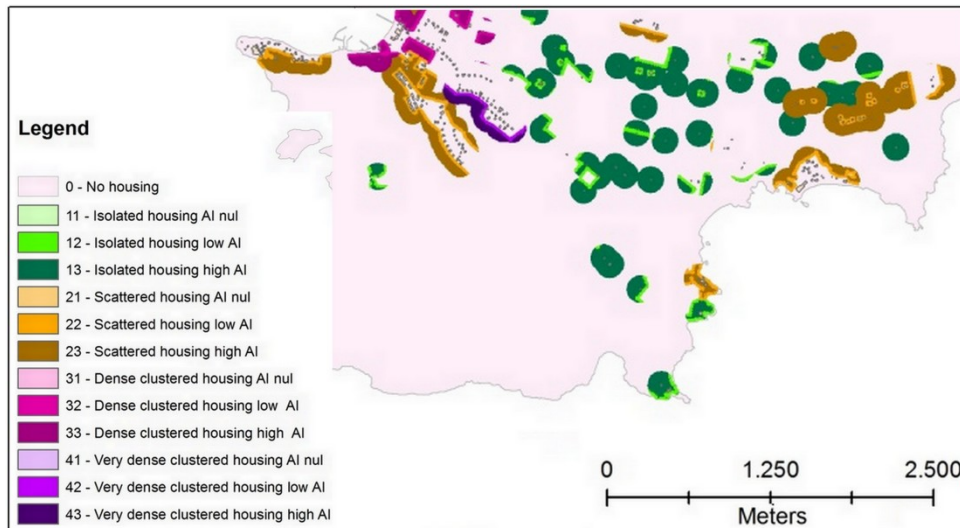 Legend
0 - No housing
11 - Isolated housing AI nul
12 - Isolated housing low AI
13 - Isolated housing high AI
21 - Scattered housing AI nul
22 - Scattered housing low AI
23 - Scattered housing high AI
31 - Dense clustered housing AI nul
32 - Dense clustered housing low  AI
33 - Dense clustered housing high  AI
41 - Very dense clustered housing AI nul
42 - Very dense clustered housing low AI
43 - Very dense clustered housing high AI
0 1.250 2.500
Meters